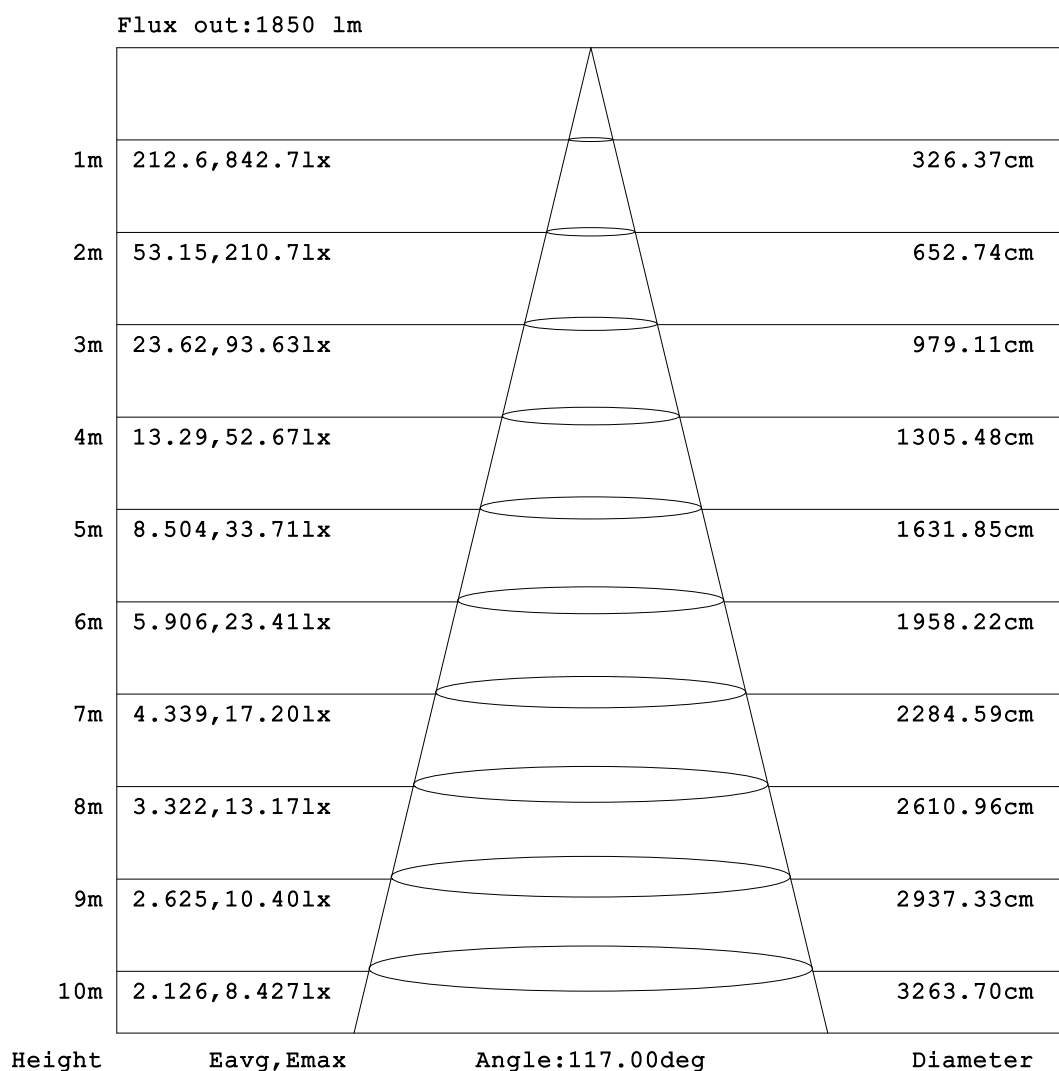 Flux out:1850 lm
1m 212.6,842.7lx 326.37cm
2m 53.15,210.7lx 652.74cm
3m 23.62,93.63lx 979.11cm
4m 13.29,52.67lx 1305.48cm
5m 8.504,33.71lx 1631.85cm
6m 5.906,23.41lx 1958.22cm
7m 4.339,17.20lx 2284.59cm
8m 3.322,13.17lx 2610.96cm
9m 2.625,10.40lx 2937.33cm
10m 2.126,8.427lx 3263.70cm
Height Eavg,Emax Angle:117.00deg Diameter